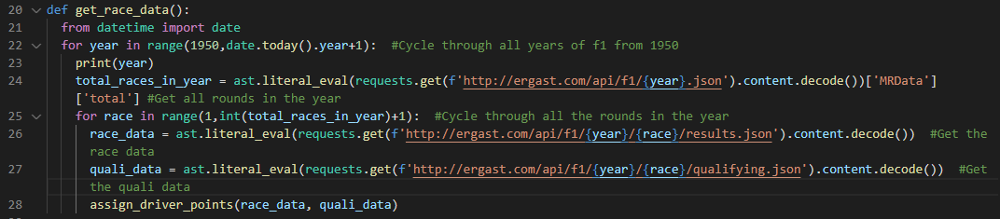 20 def get_race_data():
21   from datetime import date
22   for year in range(1950,date.today().year+1):  #Cycle through all years of f1 from 1950
23     print(year)
24     total_races_in_year = ast.literal_eval(requests.get(f'http://ergast.com/api/f1/{year}.json').content.decode())['MRData']
['total'] #Get all rounds in the year
25     for race in range(1,int(total_races_in_year)+1):  #Cycle through all the rounds in the year
26       race_data = ast.literal_eval(requests.get(f'http://ergast.com/api/f1/{year}/{race}/results.json').content.decode())  #Get the
race data
27       quali_data = ast.literal_eval(requests.get(f'http://ergast.com/api/f1/{year}/{race}/qualifying.json').content.decode())  #Get
the quali data
28       assign_driver_points(race_data, quali_data)